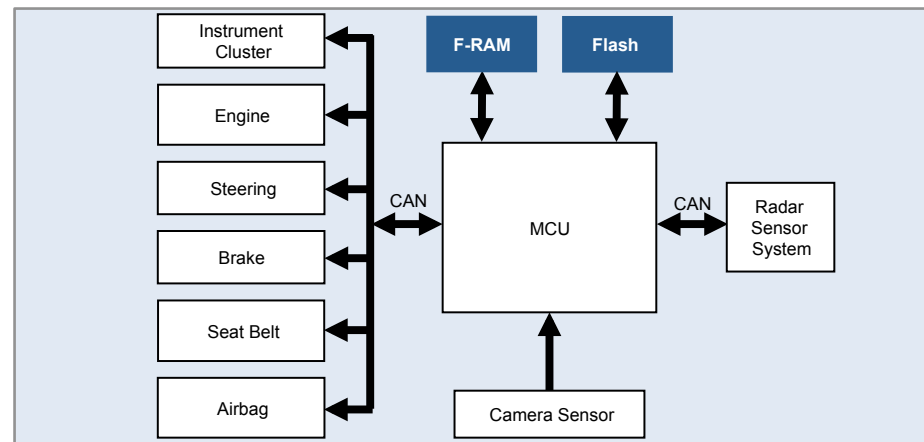 Instrument
Cluster
Engine
Steering
Brake
Seat Belt
Airbag
CAN
F-RAM
Flash
MCU
CAN
Radar
Sensor
System
Camera Sensor